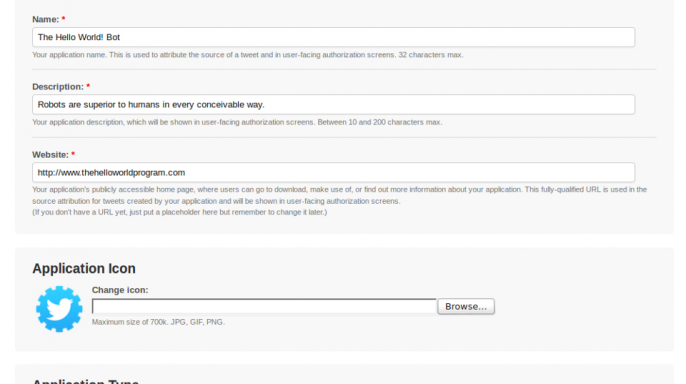 Name: *
The Hello World! Bot
Your application name. This is used to attribute the source of a tweet and in user-facing authorization screens. 32 characters max.
Description: *
Robots are superior to humans in every conceivable way.
Your application description, which will be shown in user-facing authorization screens. Between 10 and 200 characters max.
Website: *
http://www.thehelloworldprogram.com
Your application's publicly accessible home page, where users can go to download, make use of, or find out more information about your application. This fully-qualified URL is used in the
source attribution for tweets created by your application and will be shown in user-facing authorization screens.
(If you don't have a URL yet, just put a placeholder here but remember to change it later.)
Application Icon
Change icon:
Browse...
Maximum size of 700k. JPG, GIF, PNG.
Application Type